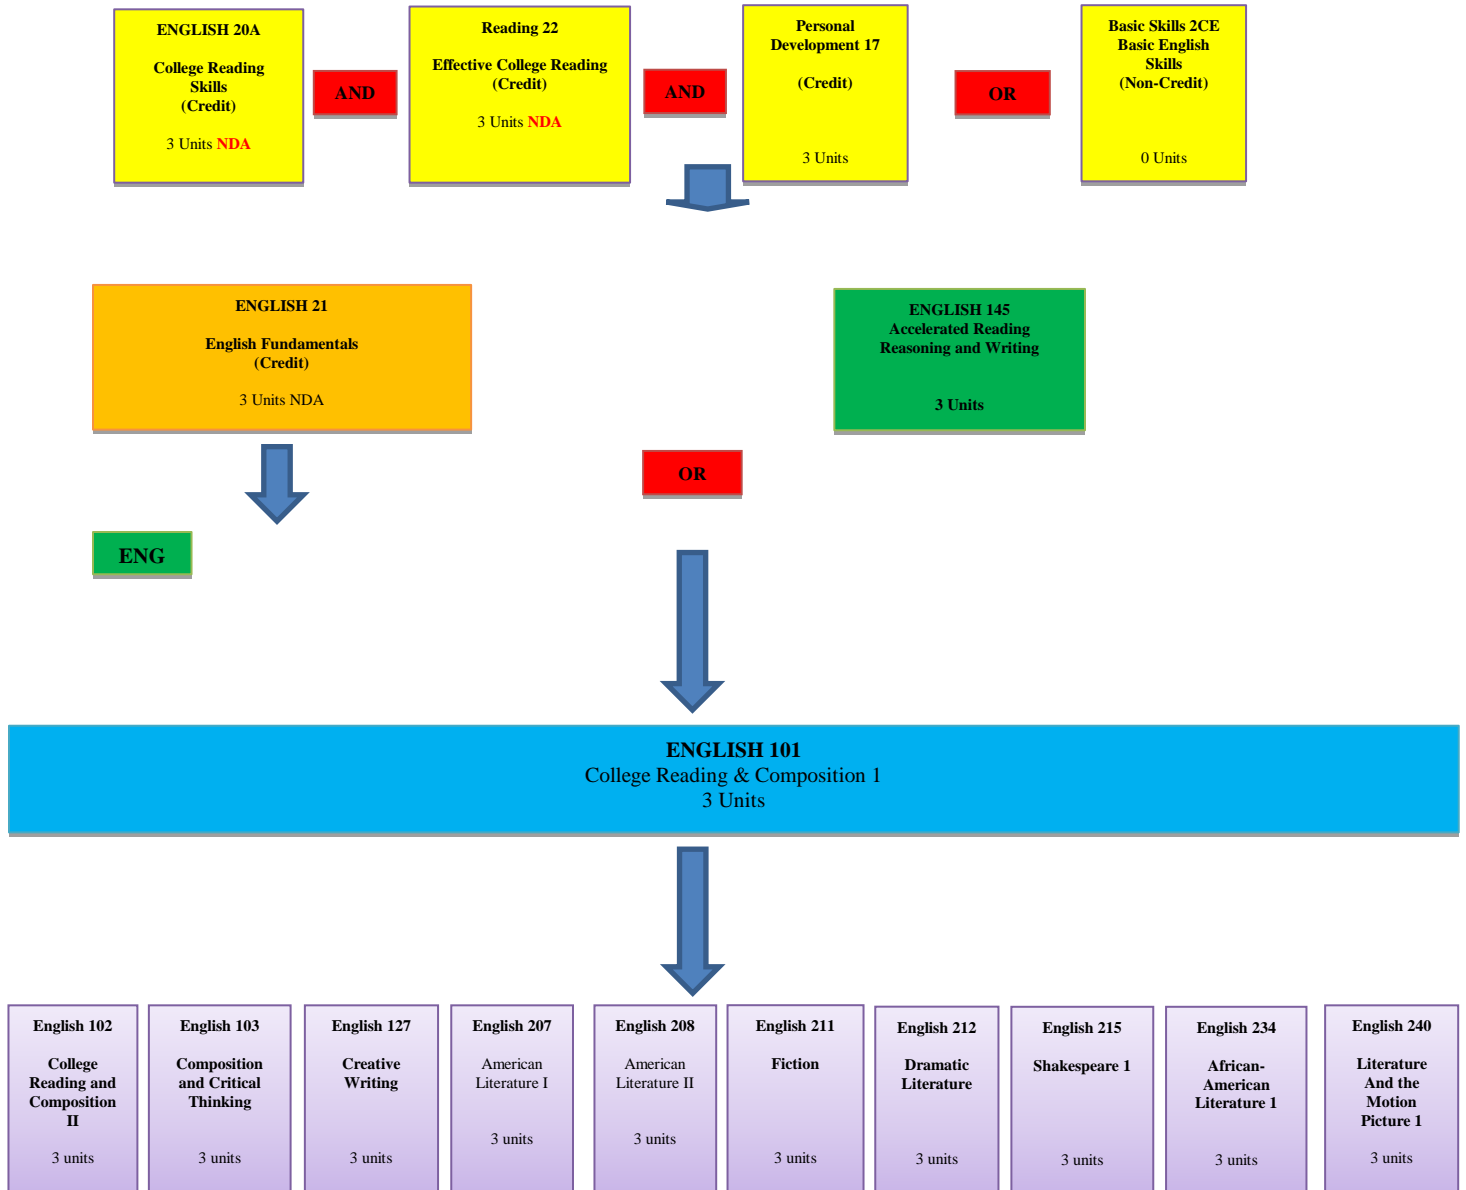 ENGLISH 20A
College Reading
Skills
(Credit)
3 Units NDA
AND
Reading 22
Effective College Reading
(Credit)
3 Units NDA
AND
Personal
Development 17
(Credit)
3 Units
OR
Basic Skills 2CE
Basic English
Skills
(Non-Credit)
0 Units
ENGLISH 21
English Fundamentals
(Credit)
3 Units NDA
ENGLISH 145
Accelerated Reading
Reasoning and Writing
3 Units
OR
ENG
ENGLISH 101
College Reading & Composition 1
3 Units
English 102
College
Reading and
Composition
II
3 units
English 103
Composition
and Critical
Thinking
3 units
English 127
Creative
Writing
3 units
English 207
American
Literature I
3 units
English 208
American
Literature II
3 units
English 211
Fiction
3 units
English 212
Dramatic
Literature
3 units
English 215
Shakespeare 1
3 units
English 234
African-
American
Literature 1
3 units
English 240
Literature
And the
Motion
Picture 1
3 units